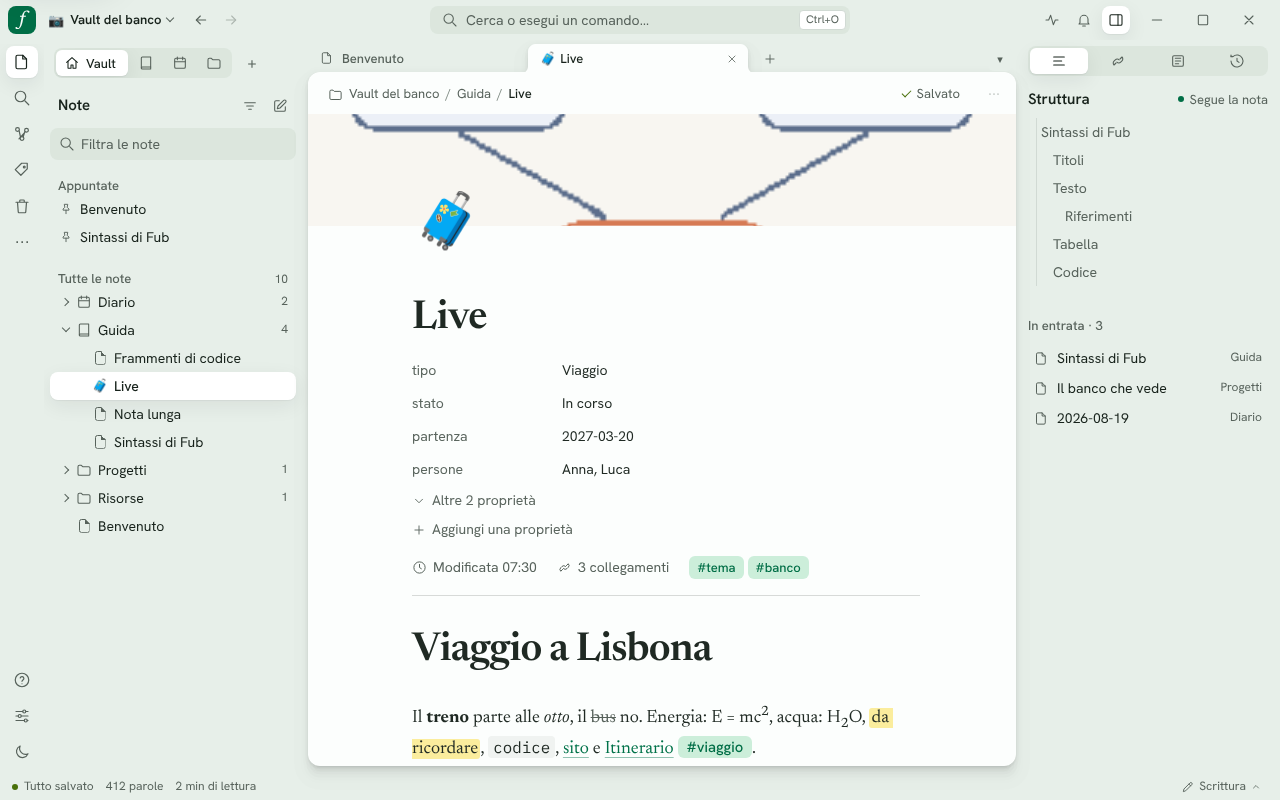 Vault del banco
Cerca o esegui un comando…
Ctrl+O
Vault
Note
Filtra le note
Appuntate
Benvenuto
Sintassi di Fub
Tutte le note 10
Diario 2
Guida 4
Frammenti di codice
Live
Nota lunga
Sintassi di Fub
Progetti 1
Risorse 1
Benvenuto
Benvenuto
Live
Vault del banco / Guida / Live
Salvato
Live
tipo Viaggio
stato In corso
partenza 2027-03-20
persone Anna, Luca
Altre 2 proprietà
Aggiungi una proprietà
Modificata 07:30 3 collegamenti #tema #banco
Viaggio a Lisbona
Il treno parte alle otto, il bus no. Energia: E = mc², acqua: H₂O, da
ricordare, codice, sito e Itinerario #viaggio.
Struttura
Segue la nota
Sintassi di Fub
Titoli
Testo
Riferimenti
Tabella
Codice
In entrata · 3
Sintassi di Fub Guida
Il banco che vede Progetti
2026-08-19 Diario
Tutto salvato 412 parole 2 min di lettura
Scrittura